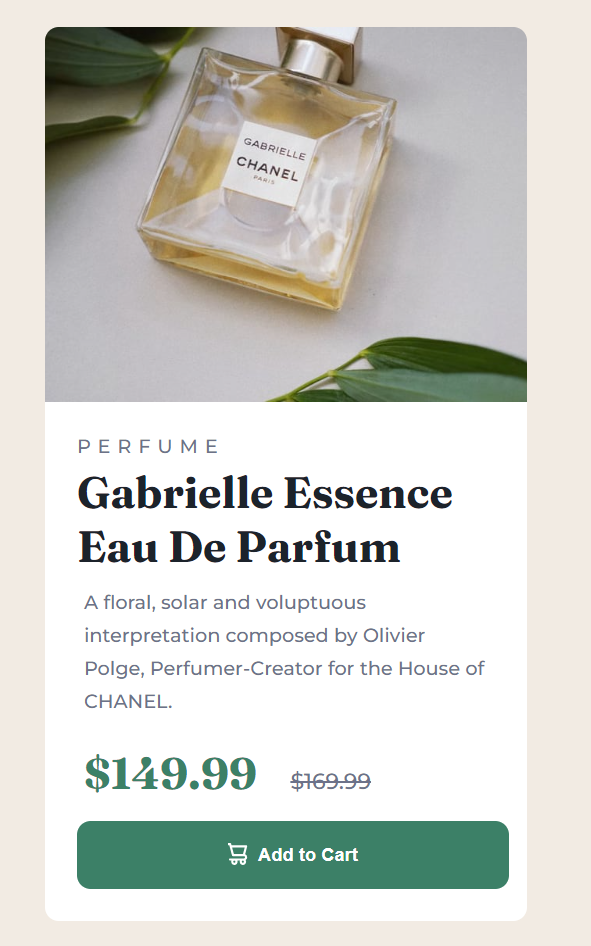 GABRIELLE
CHANEL
PARIS
PERFUME
Gabrielle Essence
Eau De Parfum
A floral, solar and voluptuous
interpretation composed by Olivier
Polge, Perfumer-Creator for the House of
CHANEL.
$149.99 $169.99
Add to Cart